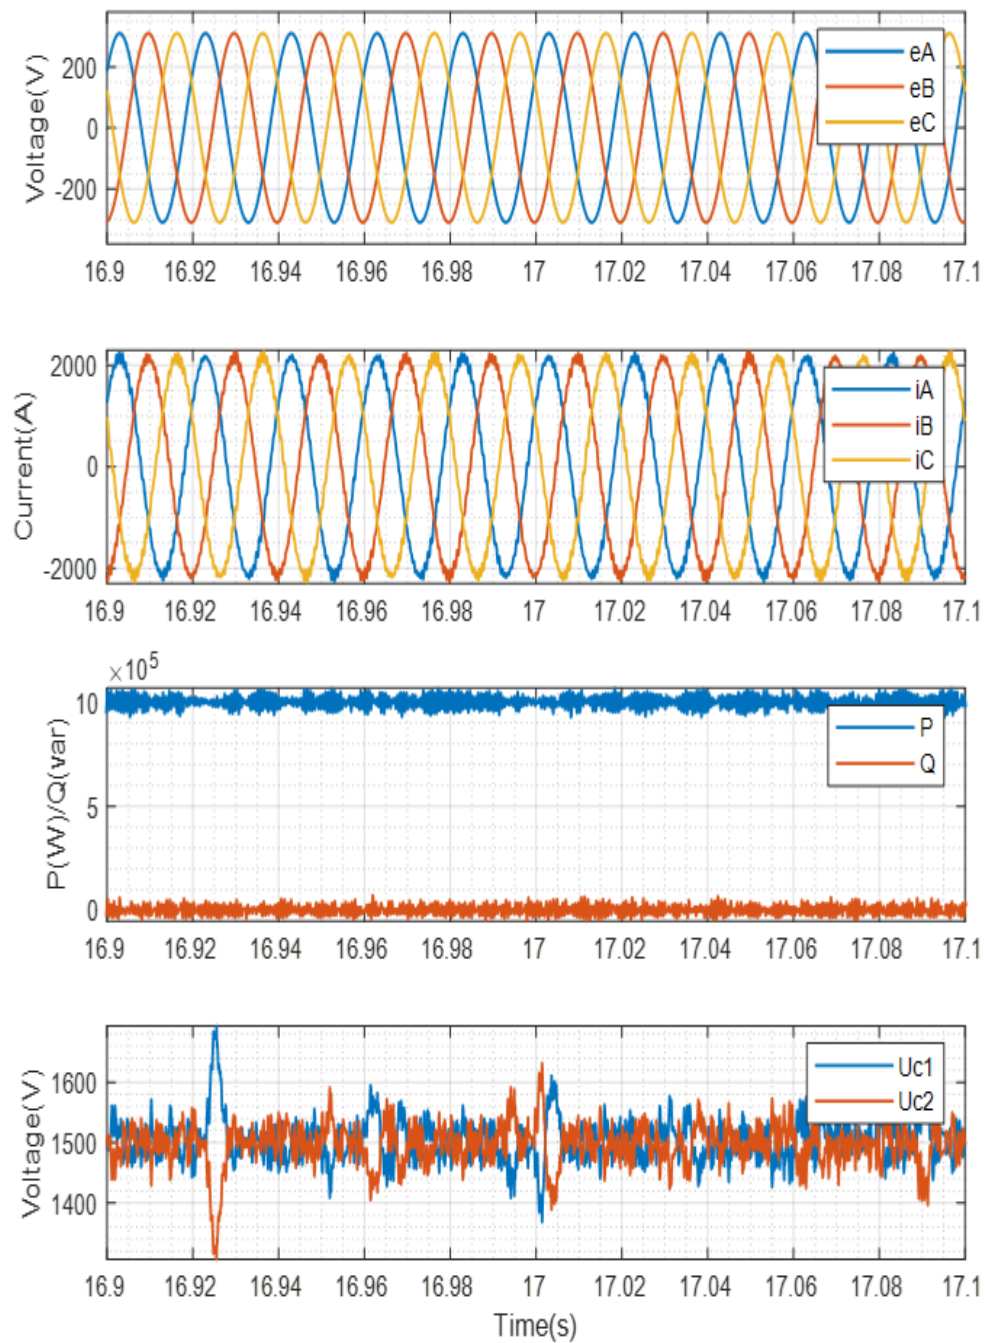 Voltage(V)
200
0
-200
eA
eB
eC
16.9 16.92 16.94 16.96 16.98 17 17.02 17.04 17.06 17.08 17.1
Current(A)
2000
0
-2000
iA
iB
iC
16.9 16.92 16.94 16.96 16.98 17 17.02 17.04 17.06 17.08 17.1
×10⁵
P(W)/Q(var)
10
5
0
P
Q
16.9 16.92 16.94 16.96 16.98 17 17.02 17.04 17.06 17.08 17.1
Voltage(V)
1600
1500
1400
Uc1
Uc2
16.9 16.92 16.94 16.96 16.98 17 17.02 17.04 17.06 17.08 17.1
Time(s)